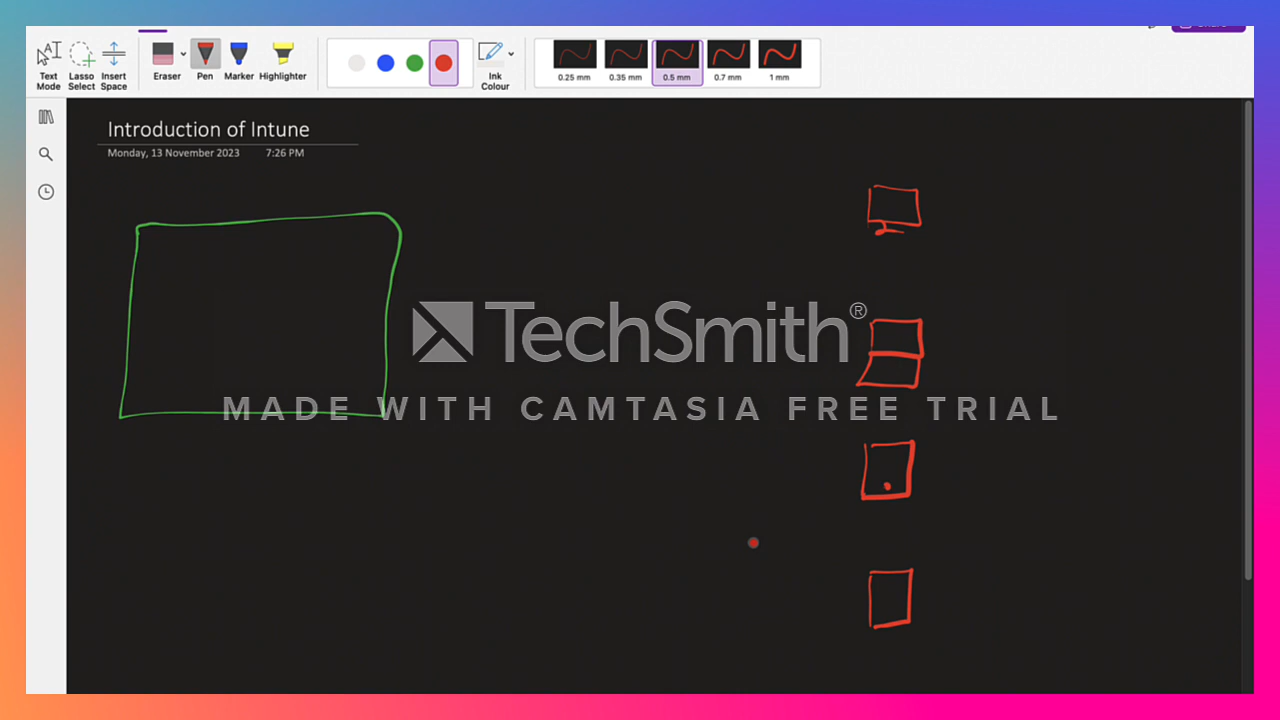 Text Mode
Lasso Select
Insert Space
Eraser
Pen
Marker
Highlighter
Ink Colour
0.25 mm
0.35 mm
0.5 mm
0.7 mm
1 mm
Introduction of Intune
Monday, 13 November 2023 7:26 PM
TechSmith®
MADE WITH CAMTASIA FREE TRIAL